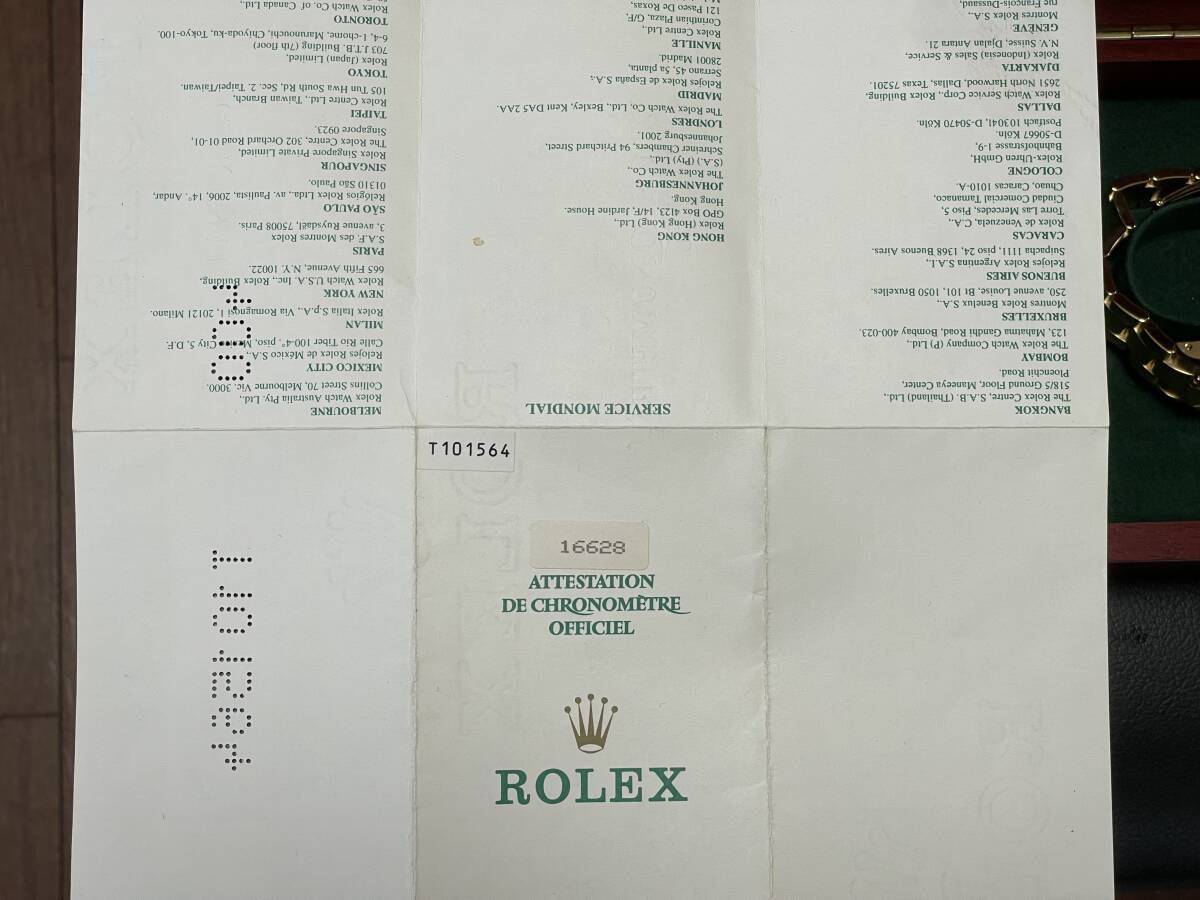 T101564
16628
ATTESTATION
DE CHRONOMÈTRE
OFFICIEL
ROLEX
SERVICE MONDIAL
BANGKOK
The Rolex Centre, S.A.B. (Thailand) Ltd.,
518/5 Ground Floor, Maneeya Center,
Ploenchit Road.
BOMBAY
The Rolex Watch Company (P) Ltd.,
123, Mahatma Gandhi Road, Bombay 400-023.
BRUXELLES
Montres Rolex Benelux S.A.,
250, avenue Louise, Bt 101, 1050 Bruxelles.
BUENOS AIRES
Relojes Rolex Argentina S.A.I.,
Suipacha 1111, piso 24, 1368 Buenos Aires.
CARACAS
Rolex de Venezuela, C.A.,
Torre Las Mercedes, Piso 5,
Ciudad Comercial Tamanaco,
Chuao, Caracas 1010-A.
COLOGNE
Rolex-Uhren GmbH,
Bahnhofstrasse 1-9,
D-50667 Köln.
Postfach 103041, D-50470 Köln.
DALLAS
Rolex Watch Service Corp., Rolex Building,
2651 North Harwood, Dallas, Texas 75201.
DJAKARTA
Rolex (Indonesia) Sales & Service,
N.V. Suisse, Djalan Antara 21.
GENÈVE
Montres Rolex S.A.,
rue François-Dussaud,
HONG KONG
Rolex (Hong Kong) Ltd.,
GPO Box 4123, 14/F, Jardine House.
Hong Kong.
JOHANNESBURG
The Rolex Watch Co.,
(S.A.) (Pty) Ltd.,
Schreiner Chambers, 94 Pritchard Street,
Johannesburg 2001.
LONDRES
The Rolex Watch Co., Ltd., Bexley, Kent DA5 2AA.
MADRID
Relojes Rolex de España S.A.;
Serrano 45, 5a planta,
28001 Madrid.
MANILLE
Rolex Centre Ltd.,
Corinthian Plaza, G/F.
121 Paseo De Roxas,
MELBOURNE
Rolex Watch Australia Pty. Ltd.,
Collins Street, 70, Melbourne Vic. 3000.
MEXICO CITY
Relojes Rolex de México S.A.,
Calle Rio Tiber 100-4°. piso, Mexico City 5, D.F.
MILAN
Rolex Italia S.p.A., Via Romagnosi 1, 20121 Milano.
NEW YORK
Rolex Watch U.S.A. Inc., Rolex Building,
665 Fifth Avenue, N.Y. 10022.
PARIS
S.A.F. des Montres Rolex
3, avenue Ruysdaël, 75008 Paris.
SÃO PAULO
Relógios Rolex Ltda., av. Paulista, 2006, 14°. Andar,
01310 São Paulo.
SINGAPOUR
Rolex Singapore Private Limited,
The Rolex Centre, 302 Orchard Road 01-01,
Singapore 0923.
TAIPEI
Rolex Centre Ltd., Taiwan Branch,
105 Tun Hwa South Rd, Sec. 2. Taipei/Taiwan.
TOKYO
Rolex (Japan) Limited,
703 J.T.B. Building (7th floor)
6-4, 1-chome, Marunouchi, Chiyoda-ku, Tokyo-100.
TORONTO
Rolex Watch Co. of Canada Ltd.,